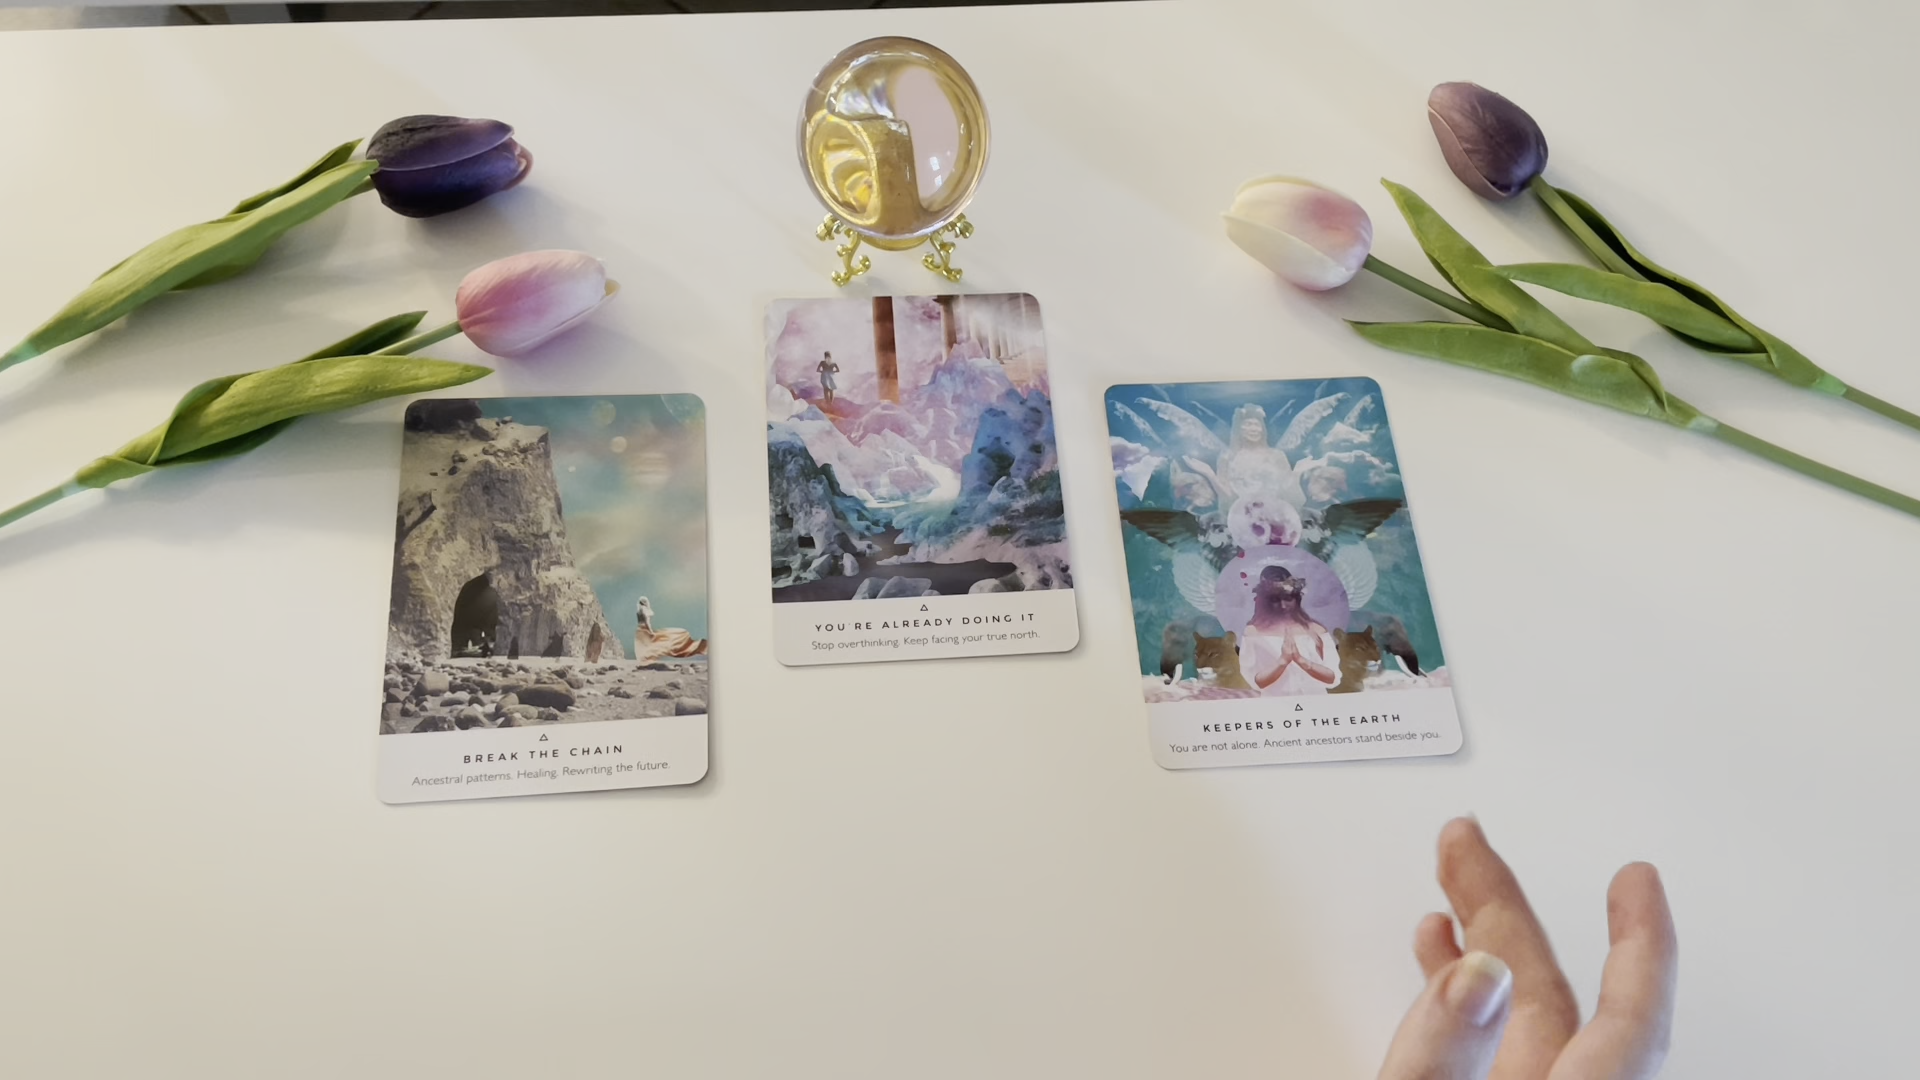 BREAK THE CHAIN
Ancestral patterns. Healing. Rewriting the future.
YOU'RE ALREADY DOING IT
Stop overthinking. Keep facing your true north.
KEEPERS OF THE EARTH
You are not alone. Ancient ancestors stand beside you.